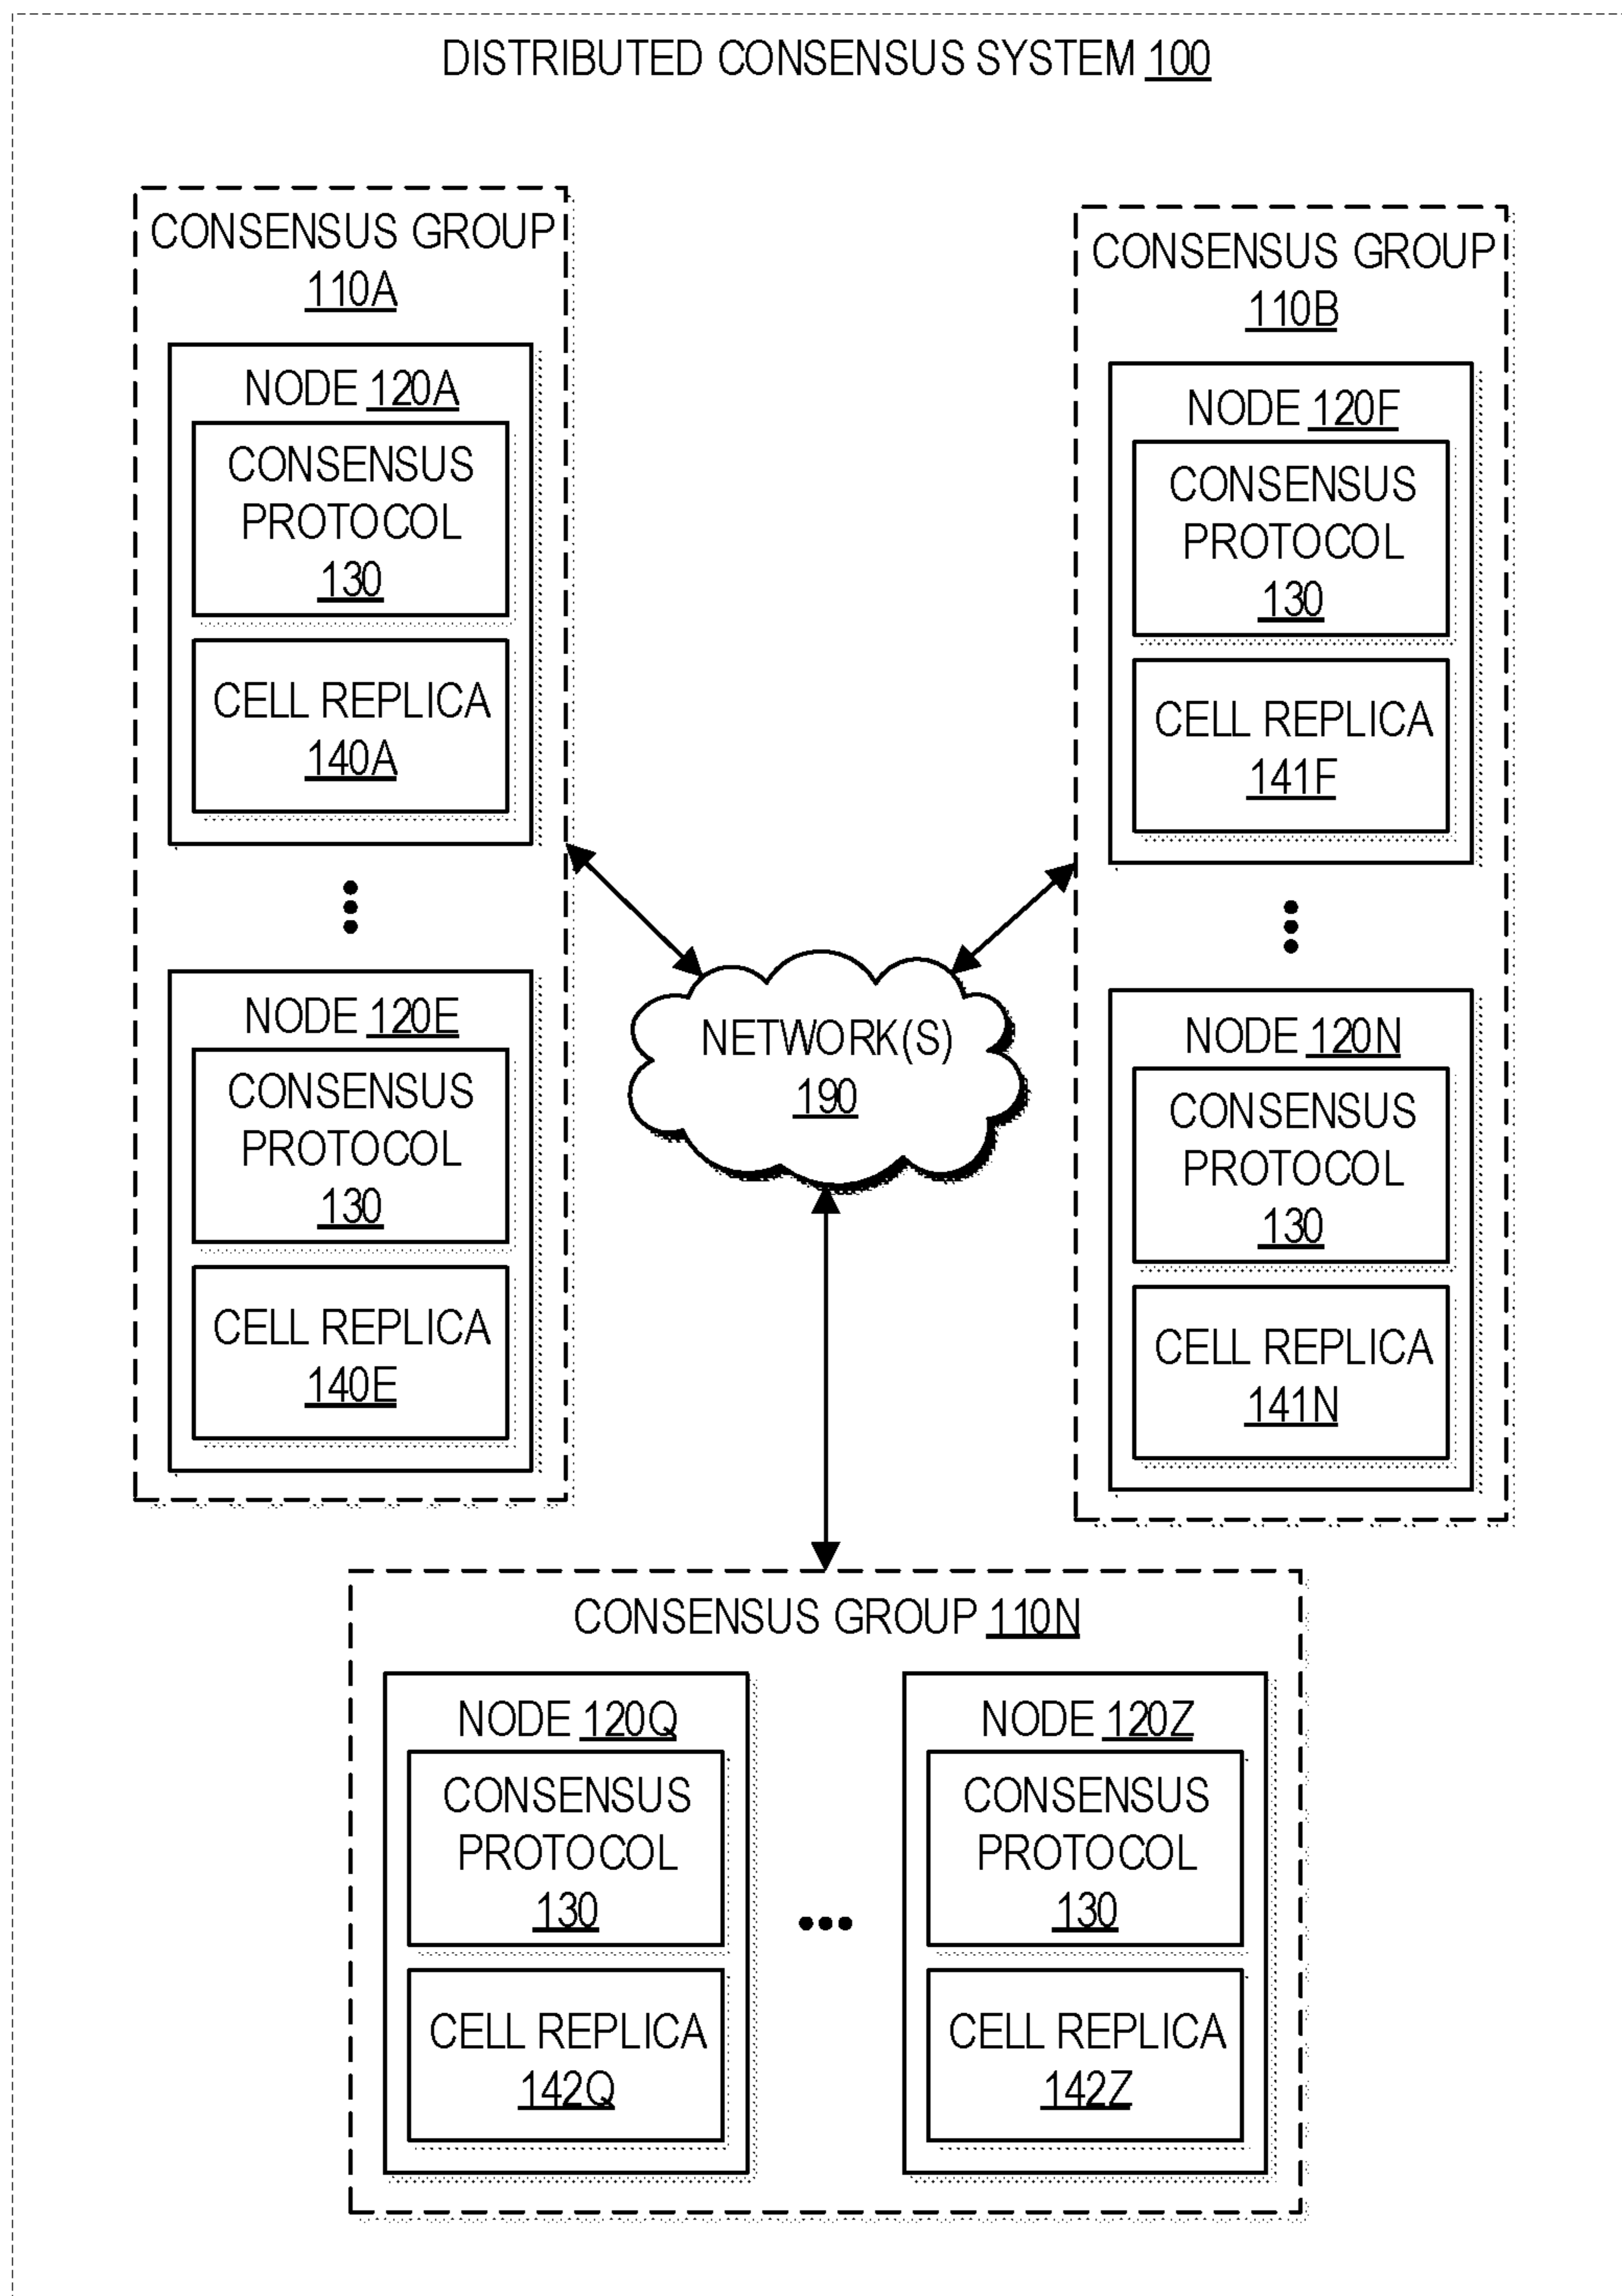 DISTRIBUTED CONSENSUS SYSTEM 100
CONSENSUS GROUP
110A
NODE 120A
CONSENSUS
PROTOCOL
130
CELL REPLICA
140A
NODE 120E
CONSENSUS
PROTOCOL
130
CELL REPLICA
140E
CONSENSUS GROUP
110B
NODE 120F
CONSENSUS
PROTOCOL
130
CELL REPLICA
141F
NODE 120N
CONSENSUS
PROTOCOL
130
CELL REPLICA
141N
NETWORK(S)
190
CONSENSUS GROUP 110N
NODE 120Q
CONSENSUS
PROTOCOL
130
CELL REPLICA
142Q
NODE 120Z
CONSENSUS
PROTOCOL
130
CELL REPLICA
142Z